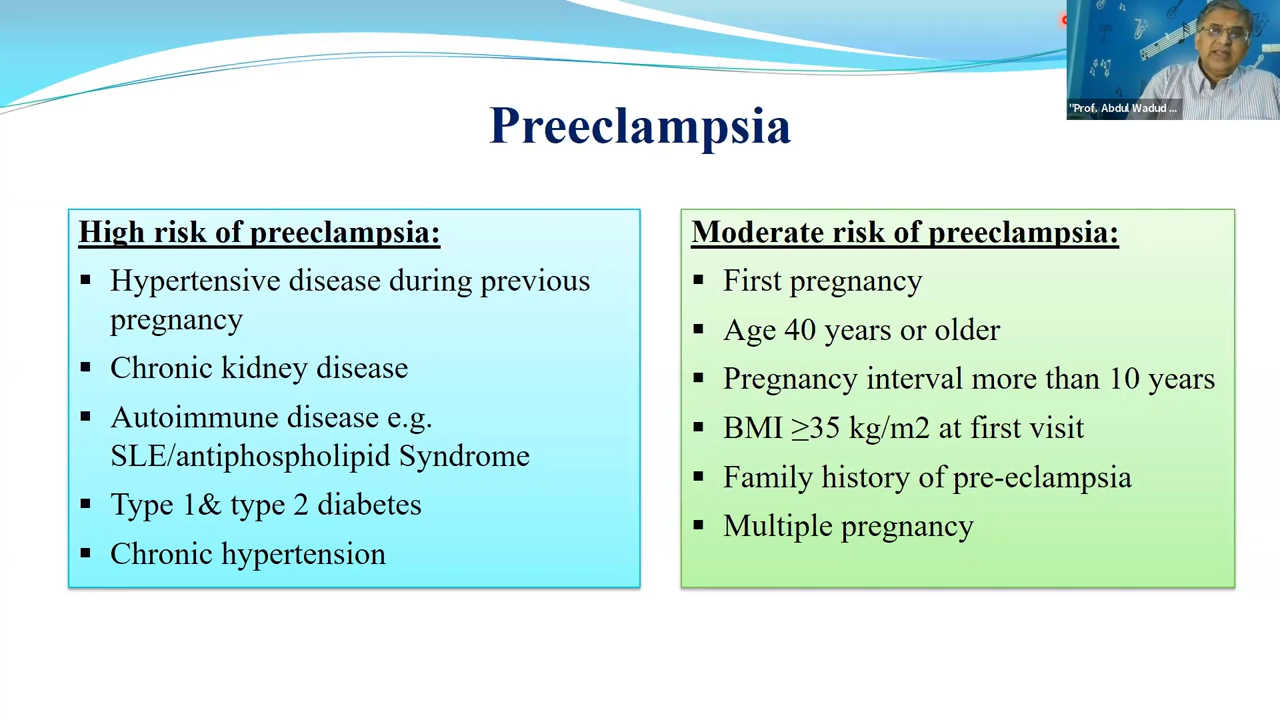 "Prof. Abdul Wadud ...
Preeclampsia
High risk of preeclampsia:
▪ Hypertensive disease during previous
pregnancy
▪ Chronic kidney disease
▪ Autoimmune disease e.g.
SLE/antiphospholipid Syndrome
▪ Type 1& type 2 diabetes
▪ Chronic hypertension
Moderate risk of preeclampsia:
▪ First pregnancy
▪ Age 40 years or older
▪ Pregnancy interval more than 10 years
▪ BMI ≥35 kg/m2 at first visit
▪ Family history of pre-eclampsia
▪ Multiple pregnancy